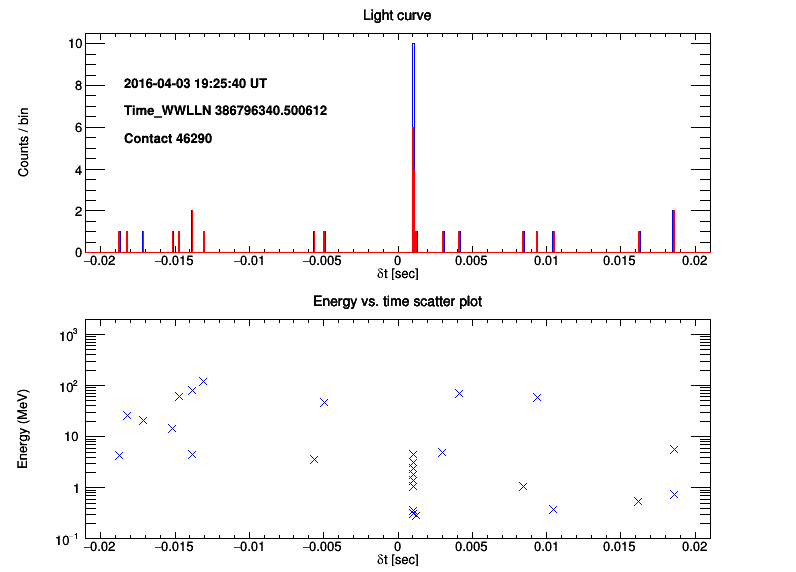 Light curve
Counts / bin
10
8
6
4
2
0
2016-04-03 19:25:40 UT
Time_WWLLN 386796340.500612
Contact 46290
−0.02 −0.015 −0.01 −0.005 0 0.005 0.01 0.015 0.02
δt [sec]
Energy vs. time scatter plot
Energy (MeV)
10³
10²
10
1
10⁻¹
−0.02 −0.015 −0.01 −0.005 0 0.005 0.01 0.015 0.02
δt [sec]